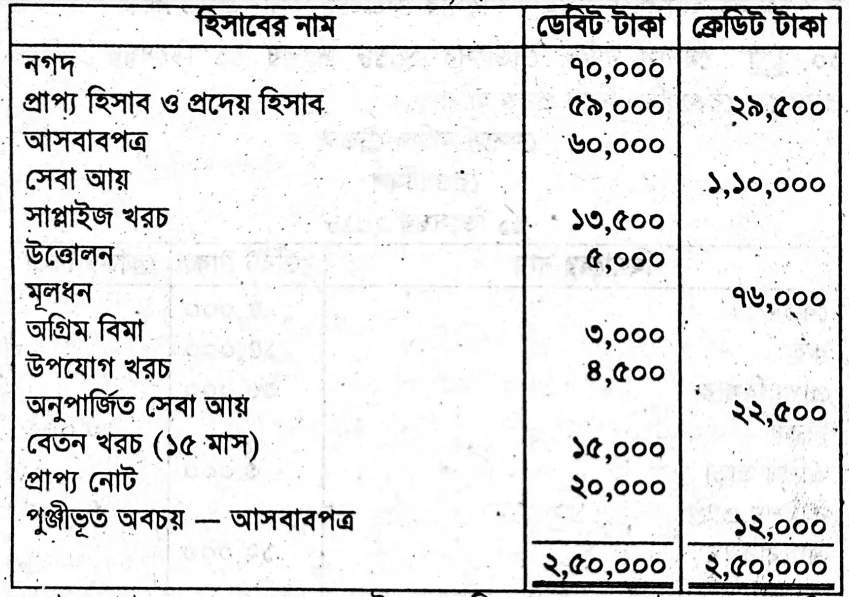 হিসাবের নাম ডেবিট টাকা ক্রেডিট টাকা
নগদ ৭০,০০০
প্রাপ্য হিসাব ও প্রদেয় হিসাব ৫৯,০০০ ২৯,৫০০
আসবাবপত্র ৬০,০০০
সেবা আয় ১,১০,০০০
সাপ্লাইজ খরচ ১৩,৫০০
উত্তোলন ৫,০০০
মূলধন ৭৬,০০০
অগ্রিম বিমা ৩,০০০
উপযোগ খরচ ৪,৫০০
অনুপার্জিত সেবা আয় ২২,৫০০
বেতন খরচ (১৫ মাস) ১৫,০০০
প্রাপ্য নোট ২০,০০০
পুঞ্জীভূত অবচয় — আসবাবপত্র ১২,০০০
২,৫০,০০০ ২,৫০,০০০